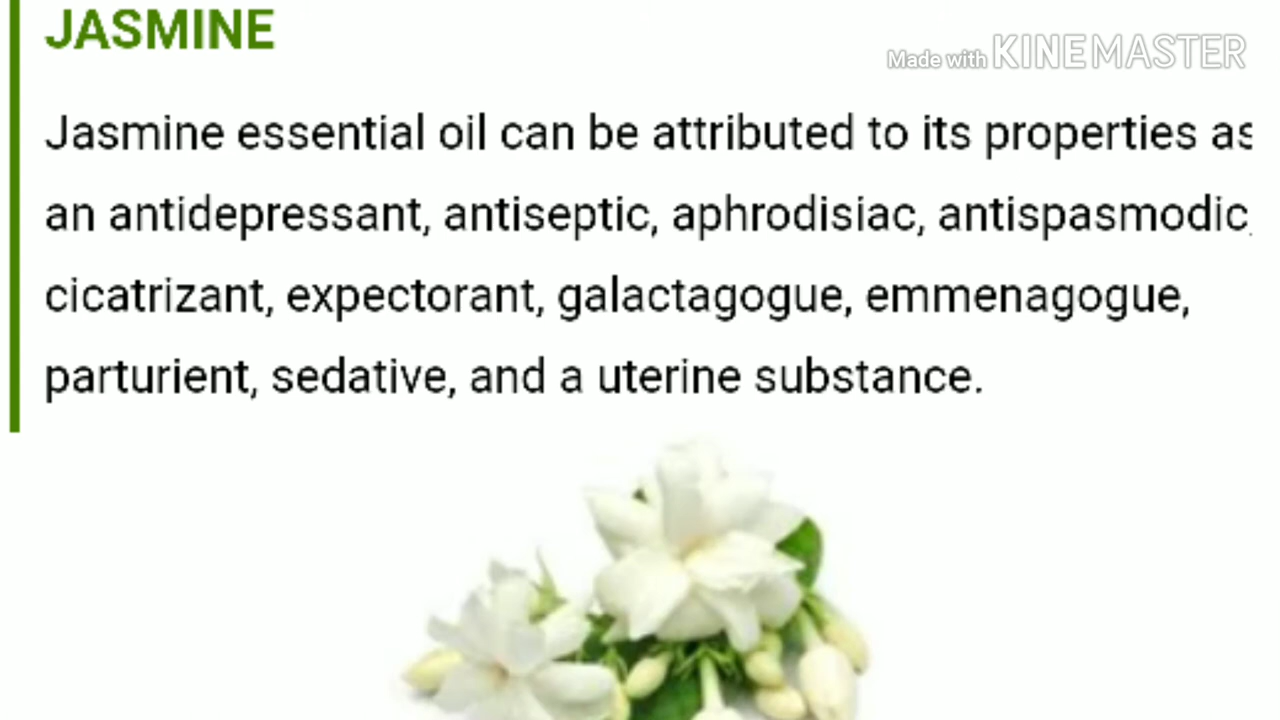 JASMINE
Made with KINEMASTER
Jasmine essential oil can be attributed to its properties as
an antidepressant, antiseptic, aphrodisiac, antispasmodic,
cicatrizant, expectorant, galactagogue, emmenagogue,
parturient, sedative, and a uterine substance.